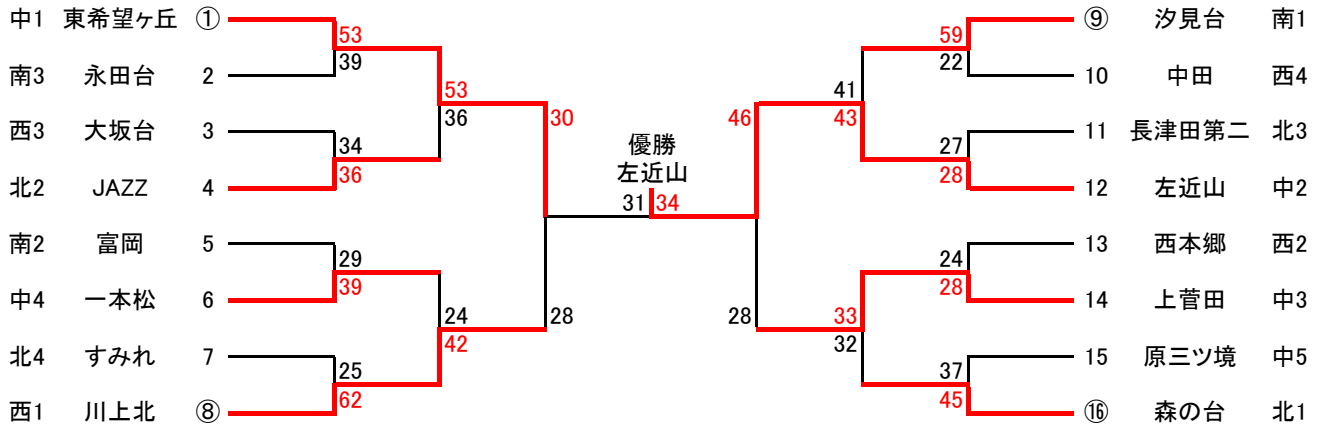 中1 東希望ヶ丘 ①
53
39
南3 永田台 2
53
36
西3 大坂台 3
34
36
北2 JAZZ 4
30
28
南2 富岡 5
29
39
中4 一本松 6
24
42
北4 すみれ 7
25
62
西1 川上北 ⑧
優勝
左近山
31 34
⑨ 汐見台 南1
59
22
10 中田 西4
41
43
11 長津田第二 北3
27
28
12 左近山 中2
46
28
13 西本郷 西2
24
28
14 上菅田 中3
33
32
15 原三ツ境 中5
37
45
⑯ 森の台 北1